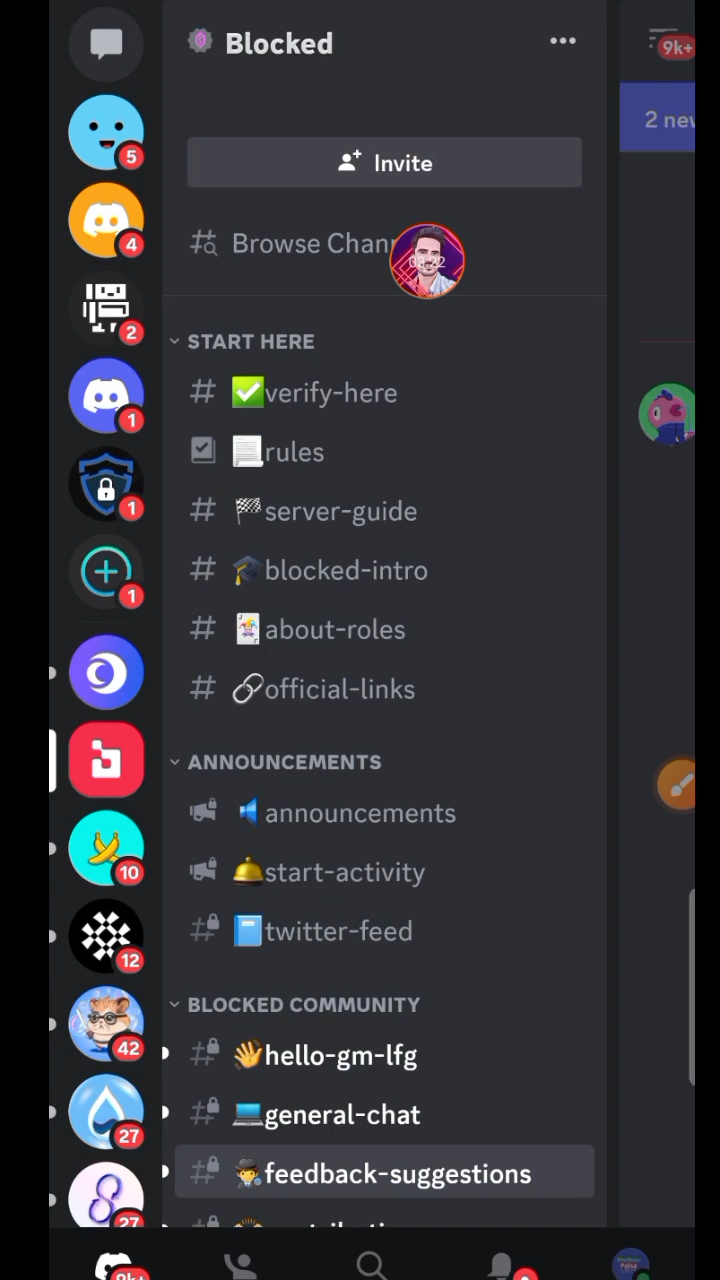 Blocked
9k+
2 new
Invite
Browse Chan
START HERE
verify-here
rules
server-guide
blocked-intro
about-roles
official-links
ANNOUNCEMENTS
announcements
start-activity
twitter-feed
BLOCKED COMMUNITY
hello-gm-lfg
general-chat
feedback-suggestions
5
4
2
1
1
1
10
12
42
27
27
9k+